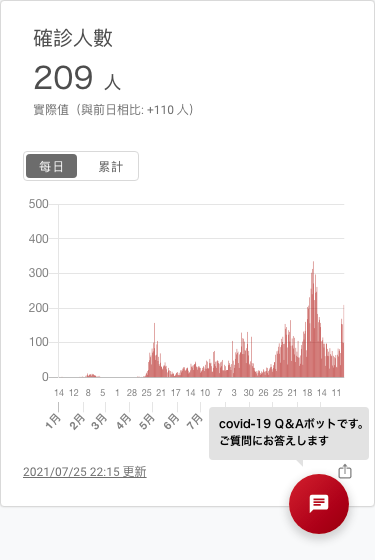 確診人數
209 人
實際值（與前日相比: +110 人）
每日 累計
500
400
300
200
100
0
14 12 8 5 1 28 25 21 17 14 10 7 3 30 26 25 21 18 14 11
1月 2月 3月 4月 5月 6月 7月
covid-19 Q&Aボットです。
ご質問にお答えします
2021/07/25 22:15 更新